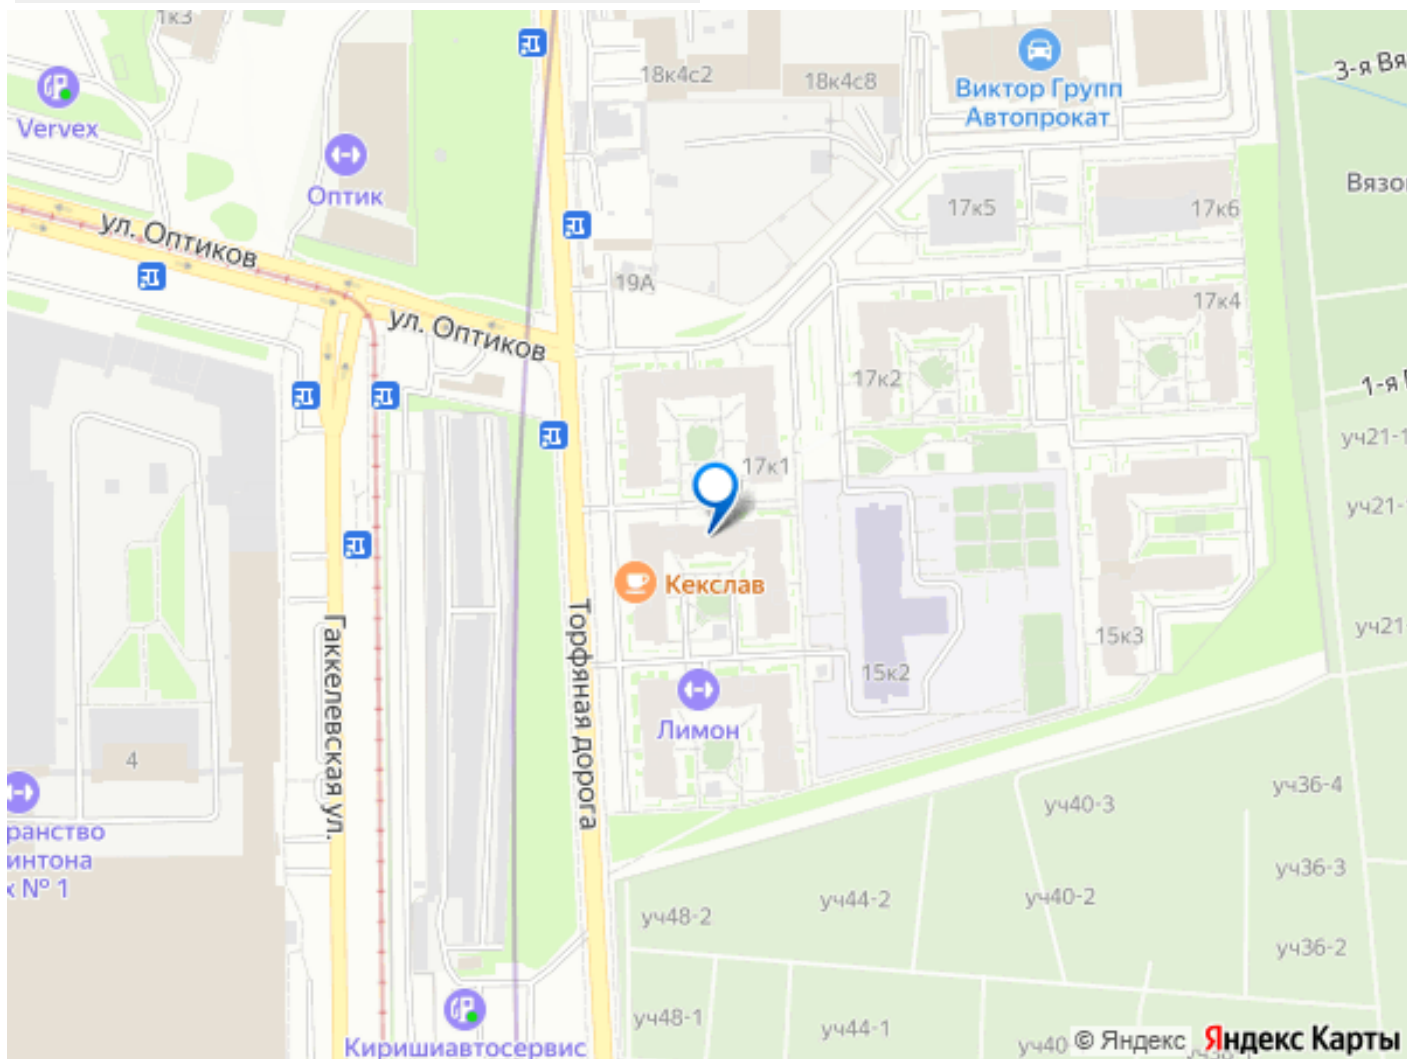 1к3
18к4с2
18к4с8
Виктор Групп
Автопрокат
3-я Вя
Vervex
Оптик
Вязо
17к5
17к6
ул. Оптиков
19А
17к4
ул. Оптиков
17к2
1-я
уч21-1
17к1
уч21-
Кекслав
Торфяная дорога
Гаккелевская ул.
уч21
15к3
15к2
Лимон
4
ранство
интона
х № 1
уч36-4
уч40-3
уч36-3
уч44-2
уч40-2
уч48-2
уч36-2
уч48-1
уч44-1
уч40
© Яндекс
Яндекс Карты
Киришиавтосервис